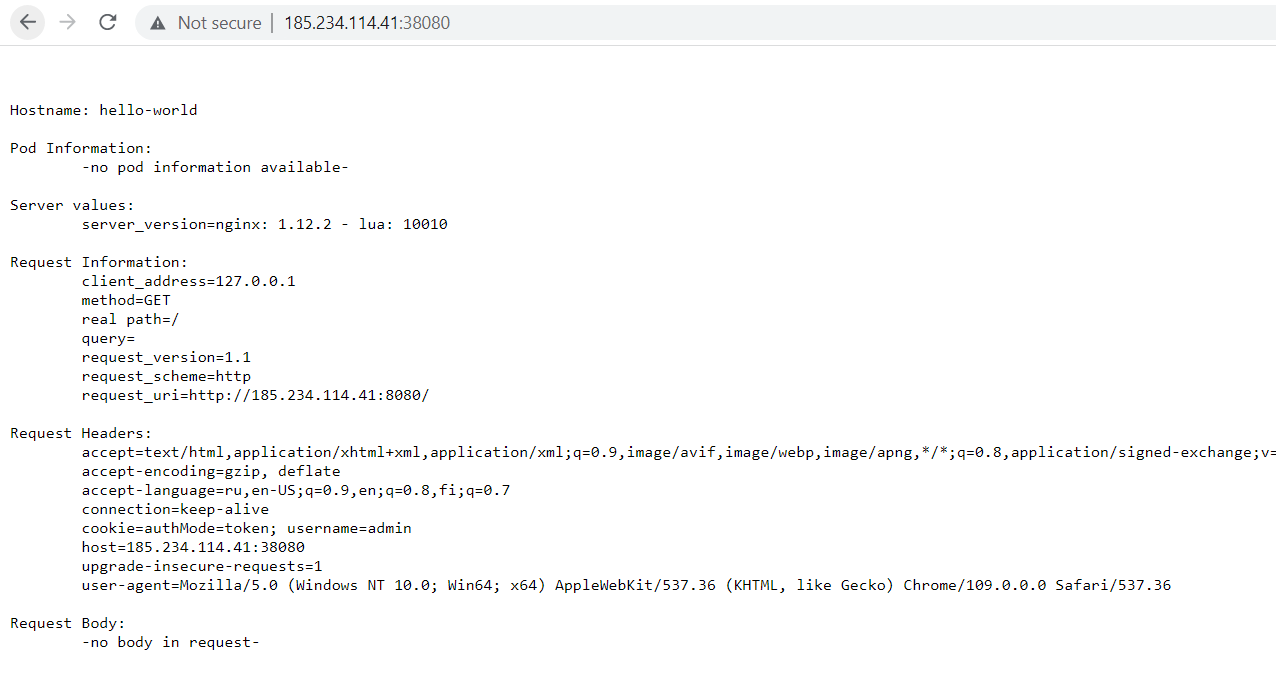 Not secure | 185.234.114.41:38080
Hostname: hello-world
Pod Information:
-no pod information available-
Server values:
server_version=nginx: 1.12.2 - lua: 10010
Request Information:
client_address=127.0.0.1
method=GET
real path=/
query=
request_version=1.1
request_scheme=http
request_uri=http://185.234.114.41:8080/
Request Headers:
accept=text/html,application/xhtml+xml,application/xml;q=0.9,image/avif,image/webp,image/apng,*/*;q=0.8,application/signed-exchange;v=
accept-encoding=gzip, deflate
accept-language=ru,en-US;q=0.9,en;q=0.8,fi;q=0.7
connection=keep-alive
cookie=authMode=token; username=admin
host=185.234.114.41:38080
upgrade-insecure-requests=1
user-agent=Mozilla/5.0 (Windows NT 10.0; Win64; x64) AppleWebKit/537.36 (KHTML, like Gecko) Chrome/109.0.0.0 Safari/537.36
Request Body:
-no body in request-